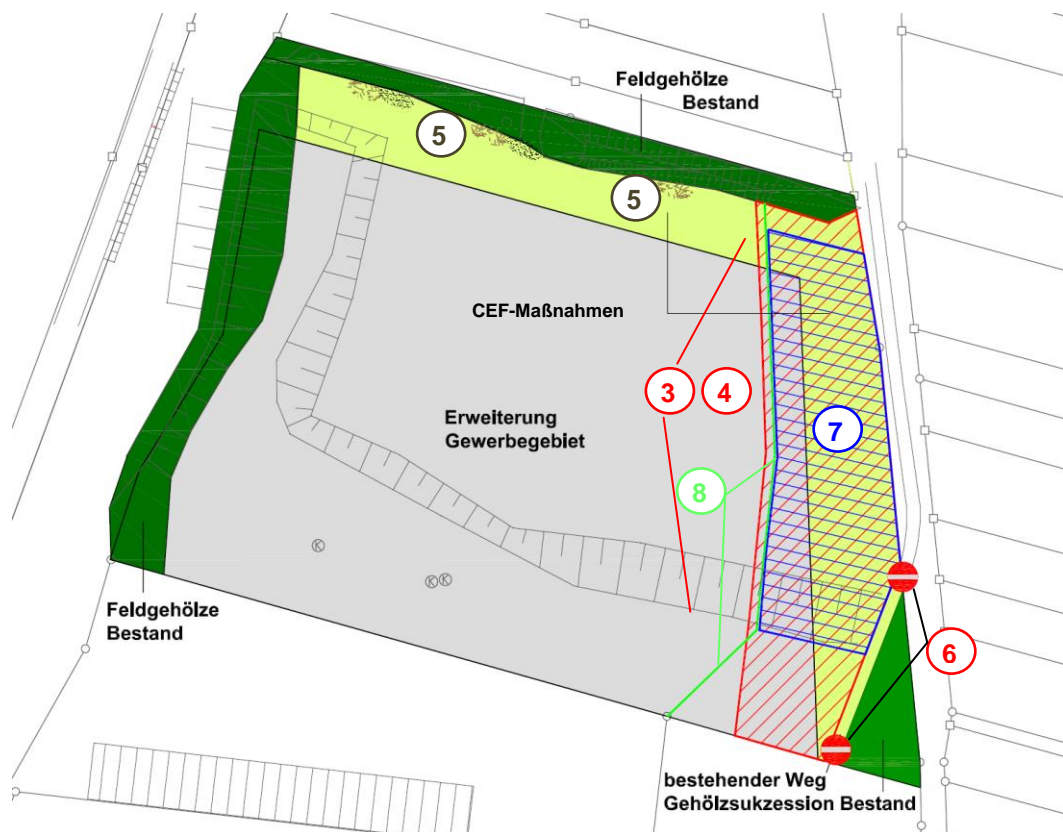 Feldgehölze
Bestand
5
5
CEF-Maßnahmen
3
4
Erweiterung
Gewerbegebiet
7
8
K
K
K
Feldgehölze
Bestand
6
bestehender Weg
Gehölzsukzession Bestand